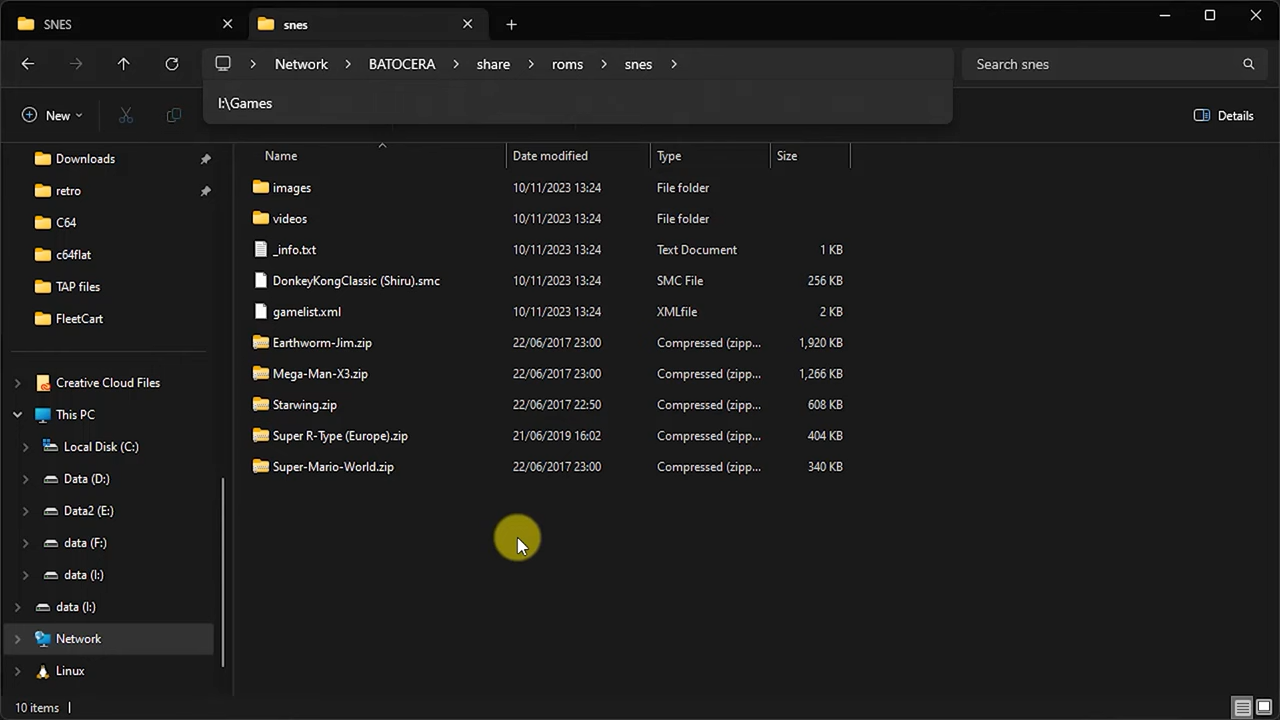 SNES
snes
Network
BATOCERA
share
roms
snes
Search snes
I:\Games
New
Details
Downloads
retro
C64
c64flat
TAP files
FleetCart
Creative Cloud Files
This PC
Local Disk (C:)
Data (D:)
Data2 (E:)
data (F:)
data (I:)
data (I:)
Network
Linux
Name Date modified Type Size
images 10/11/2023 13:24 File folder
videos 10/11/2023 13:24 File folder
_info.txt 10/11/2023 13:24 Text Document 1 KB
DonkeyKongClassic (Shiru).smc 10/11/2023 13:24 SMC File 256 KB
gamelist.xml 10/11/2023 13:24 XMLfile 2 KB
Earthworm-Jim.zip 22/06/2017 23:00 Compressed (zipp... 1,920 KB
Mega-Man-X3.zip 22/06/2017 23:00 Compressed (zipp... 1,266 KB
Starwing.zip 22/06/2017 22:50 Compressed (zipp... 608 KB
Super R-Type (Europe).zip 21/06/2019 16:02 Compressed (zipp... 404 KB
Super-Mario-World.zip 22/06/2017 23:00 Compressed (zipp... 340 KB
10 items